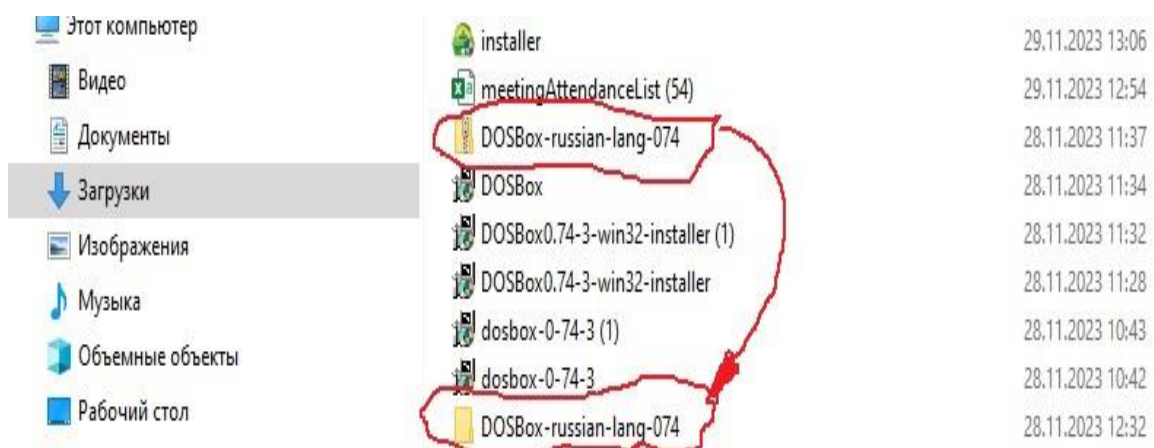 Этот компьютер
Видео
Документы
Загрузки
Изображения
Музыка
Объемные объекты
Рабочий стол
installer 29.11.2023 13:06
meetingAttendanceList (54) 29.11.2023 12:54
DOSBox-russian-lang-074 28.11.2023 11:37
DOSBox 28.11.2023 11:34
DOSBox0.74-3-win32-installer (1) 28.11.2023 11:32
DOSBox0.74-3-win32-installer 28.11.2023 11:28
dosbox-0-74-3 (1) 28.11.2023 10:43
dosbox-0-74-3 28.11.2023 10:42
DOSBox-russian-lang-074 28.11.2023 12:32